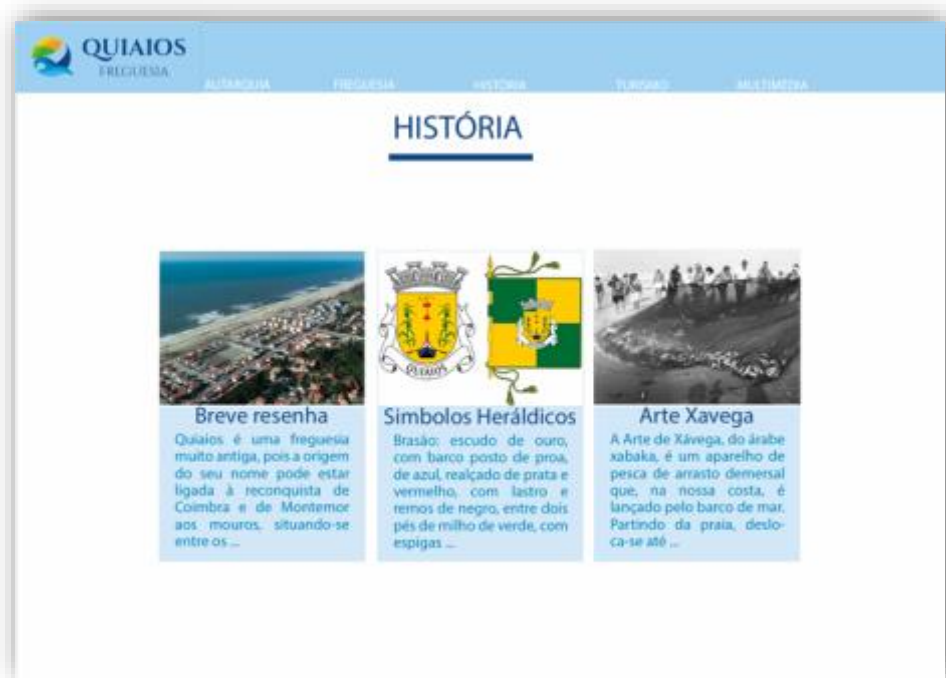 QUIAIOS
FREGUESIA
AUTARQUIA FREGUESIA HISTÓRIA TURISMO MULTIMÉDIA
HISTÓRIA
QUIAIOS
Breve resenha
Quiaios é uma freguesia
muito antiga, pois a origem
do seu nome pode estar
ligada à reconquista de
Coimbra e de Montemor
aos mouros, situando-se
entre os ...
Simbolos Heráldicos
Brasão: escudo de ouro,
com barco posto de proa,
de azul, realçado de prata e
vermelho, com lastro e
remos de negro, entre dois
pés de milho de verde, com
espigas ...
Arte Xavega
A Arte de Xávega, do árabe
xabaka, é um aparelho de
pesca de arrasto demersal
que, na nossa costa, é
lançado pelo barco de mar.
Partindo da praia, deslo-
ca-se até ...